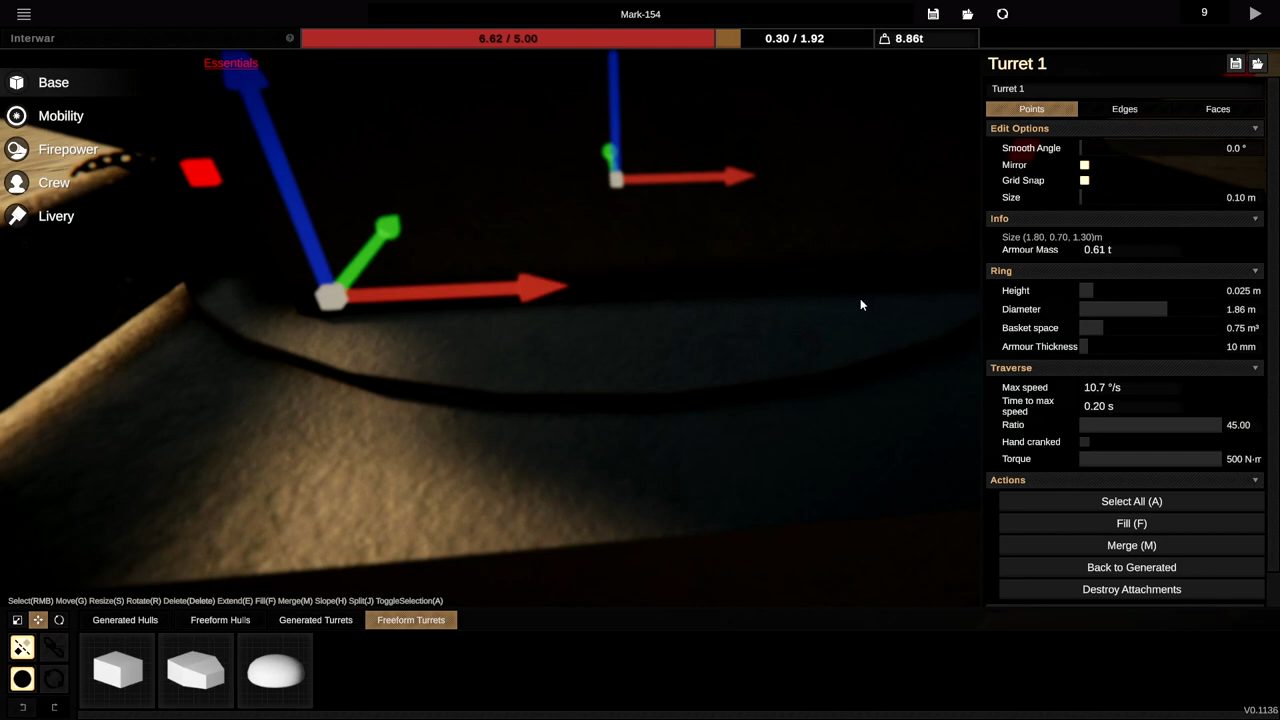 Mark-154
9
Interwar
6.62 / 5.00
0.30 / 1.92
8.86t
Essentials
Base
Mobility
Firepower
Crew
Livery
Turret 1
Turret 1
Points Edges Faces
Edit Options
Smooth Angle 0.0 °
Mirror
Grid Snap
Size 0.10 m
Info
Size (1.80, 0.70, 1.30)m
Armour Mass 0.61 t
Ring
Height 0.025 m
Diameter 1.86 m
Basket space 0.75 m³
Armour Thickness 10 mm
Traverse
Max speed 10.7 °/s
Time to max speed 0.20 s
Ratio 45.00
Hand cranked
Torque 500 N·m
Actions
Select All (A)
Fill (F)
Merge (M)
Back to Generated
Destroy Attachments
Select(RMB) Move(G) Resize(S) Rotate(R) Delete(Delete) Extend(E) Fill(F) Merge(M) Slope(H) Split(J) ToggleSelection(A)
Generated Hulls Freeform Hulls Generated Turrets Freeform Turrets
V0.1136